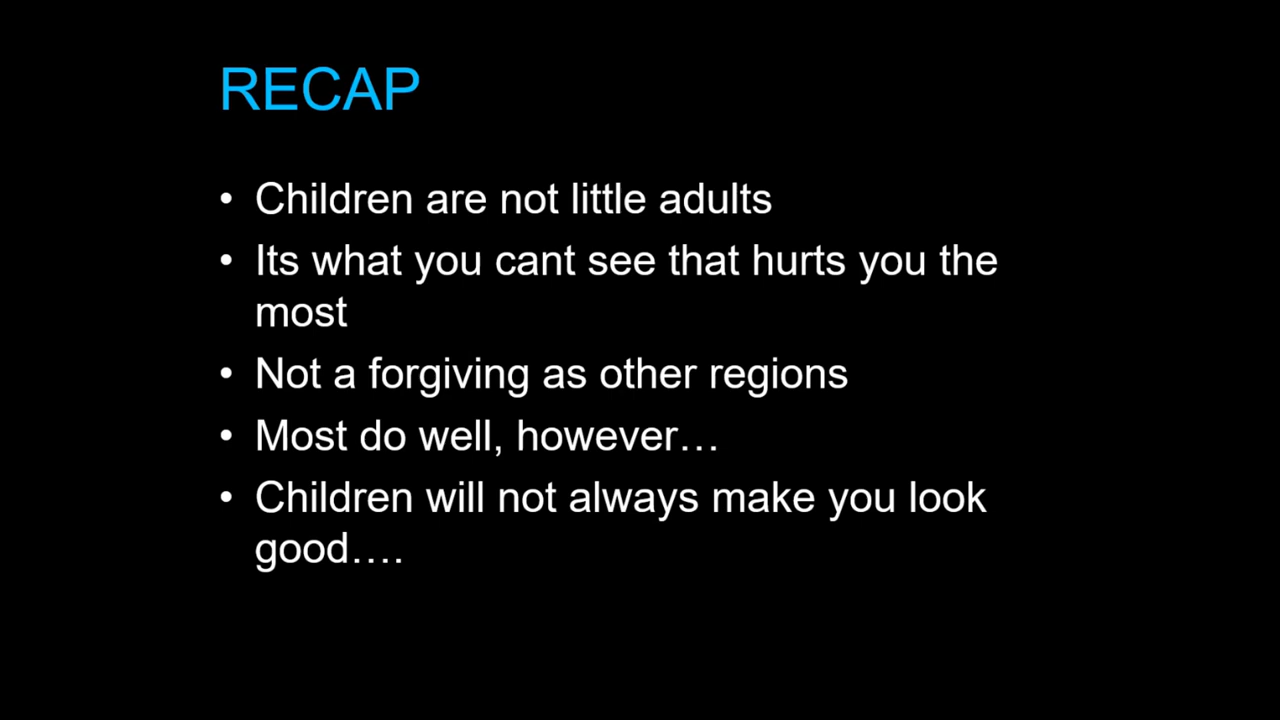 RECAP
• Children are not little adults
• Its what you cant see that hurts you the
most
• Not a forgiving as other regions
• Most do well, however…
• Children will not always make you look
good….